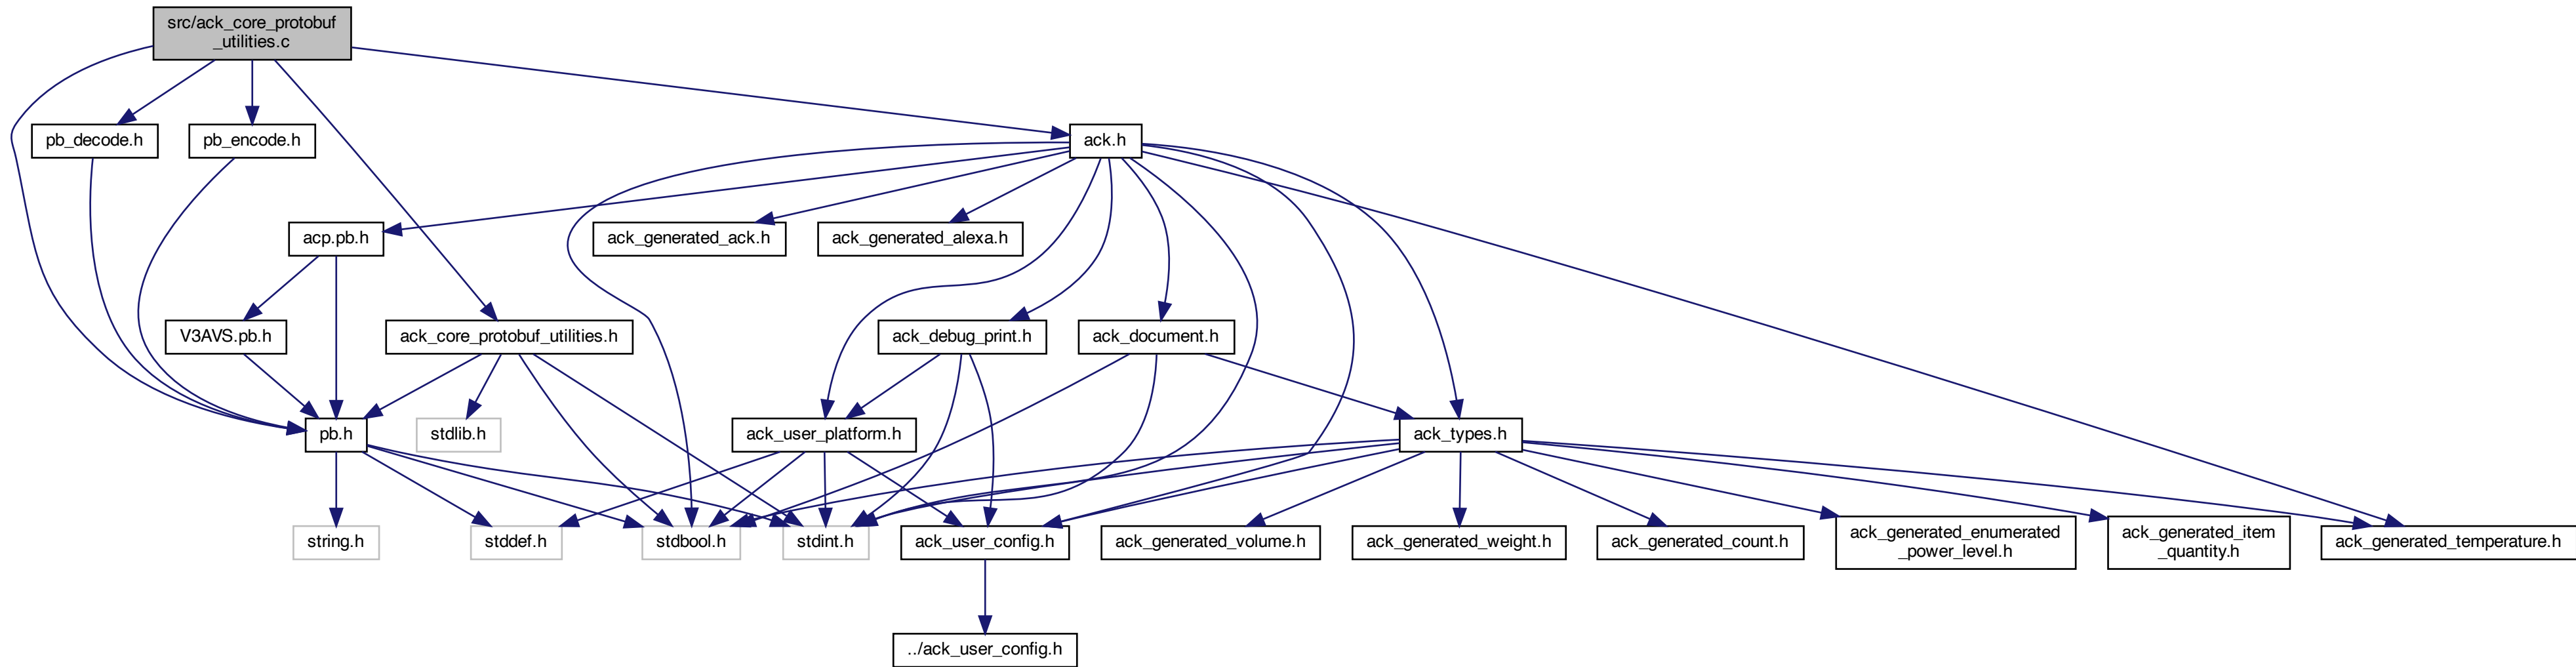 src/ack_core_protobuf
_utilities.c
pb_decode.h
pb_encode.h
ack.h
acp.pb.h
ack_generated_ack.h
ack_generated_alexa.h
V3AVS.pb.h
ack_core_protobuf_utilities.h
ack_debug_print.h
ack_document.h
pb.h
stdlib.h
ack_user_platform.h
ack_types.h
string.h
stddef.h
stdbool.h
stdint.h
ack_user_config.h
ack_generated_volume.h
ack_generated_weight.h
ack_generated_count.h
ack_generated_enumerated
_power_level.h
ack_generated_item
_quantity.h
ack_generated_temperature.h
../ack_user_config.h